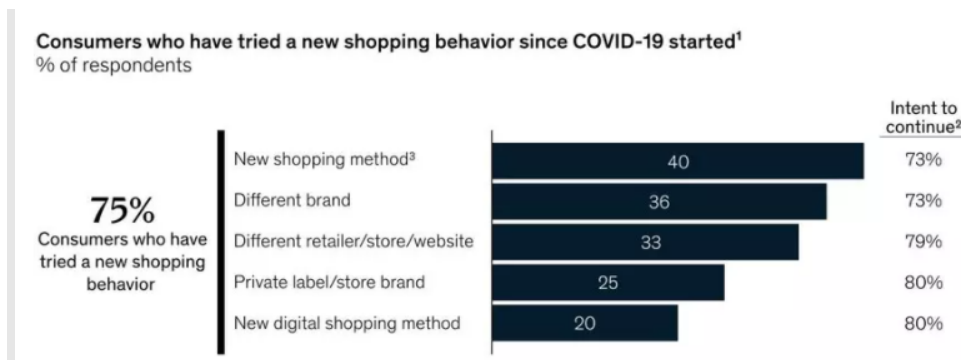 Consumers who have tried a new shopping behavior since COVID-19 started¹
% of respondents
Intent to
continue²
New shopping method³ 40 73%
Different brand 36 73%
Different retailer/store/website 33 79%
Private label/store brand 25 80%
New digital shopping method 20 80%
75%
Consumers who have
tried a new shopping
behavior